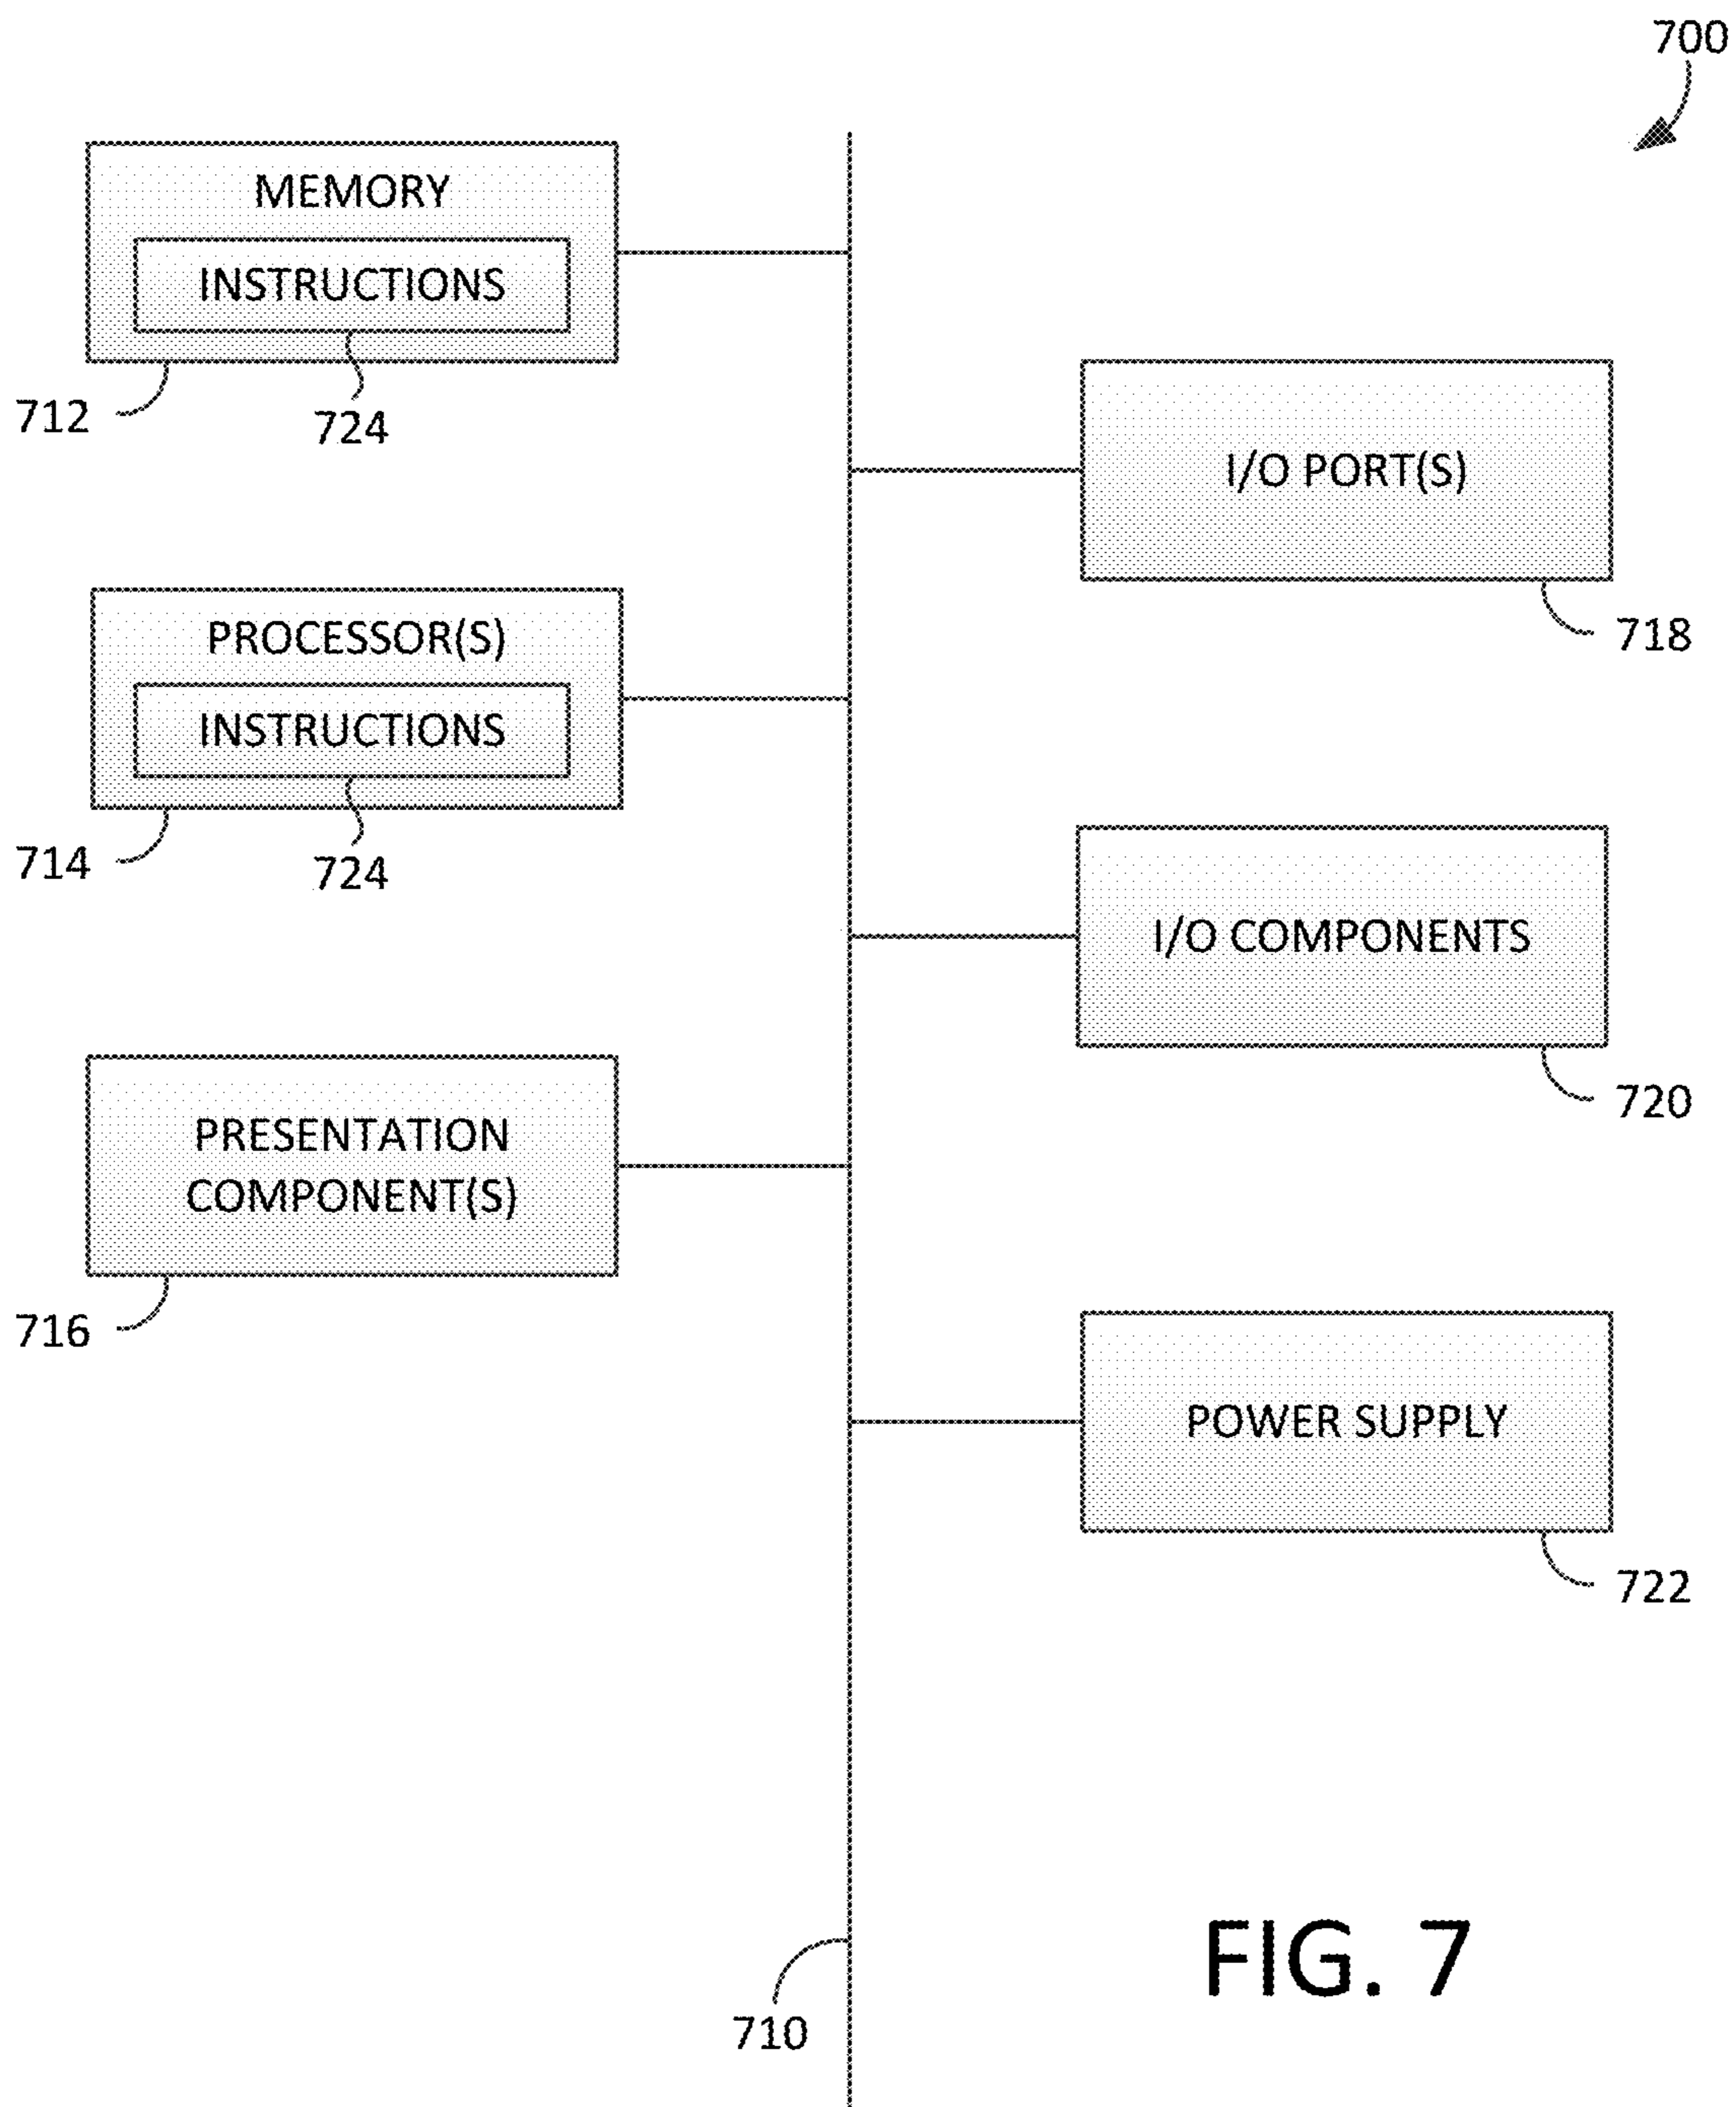 700
MEMORY
INSTRUCTIONS
712
724
I/O PORT(S)
718
PROCESSOR(S)
INSTRUCTIONS
714
724
I/O COMPONENTS
720
PRESENTATION
COMPONENT(S)
716
POWER SUPPLY
722
FIG. 7
710